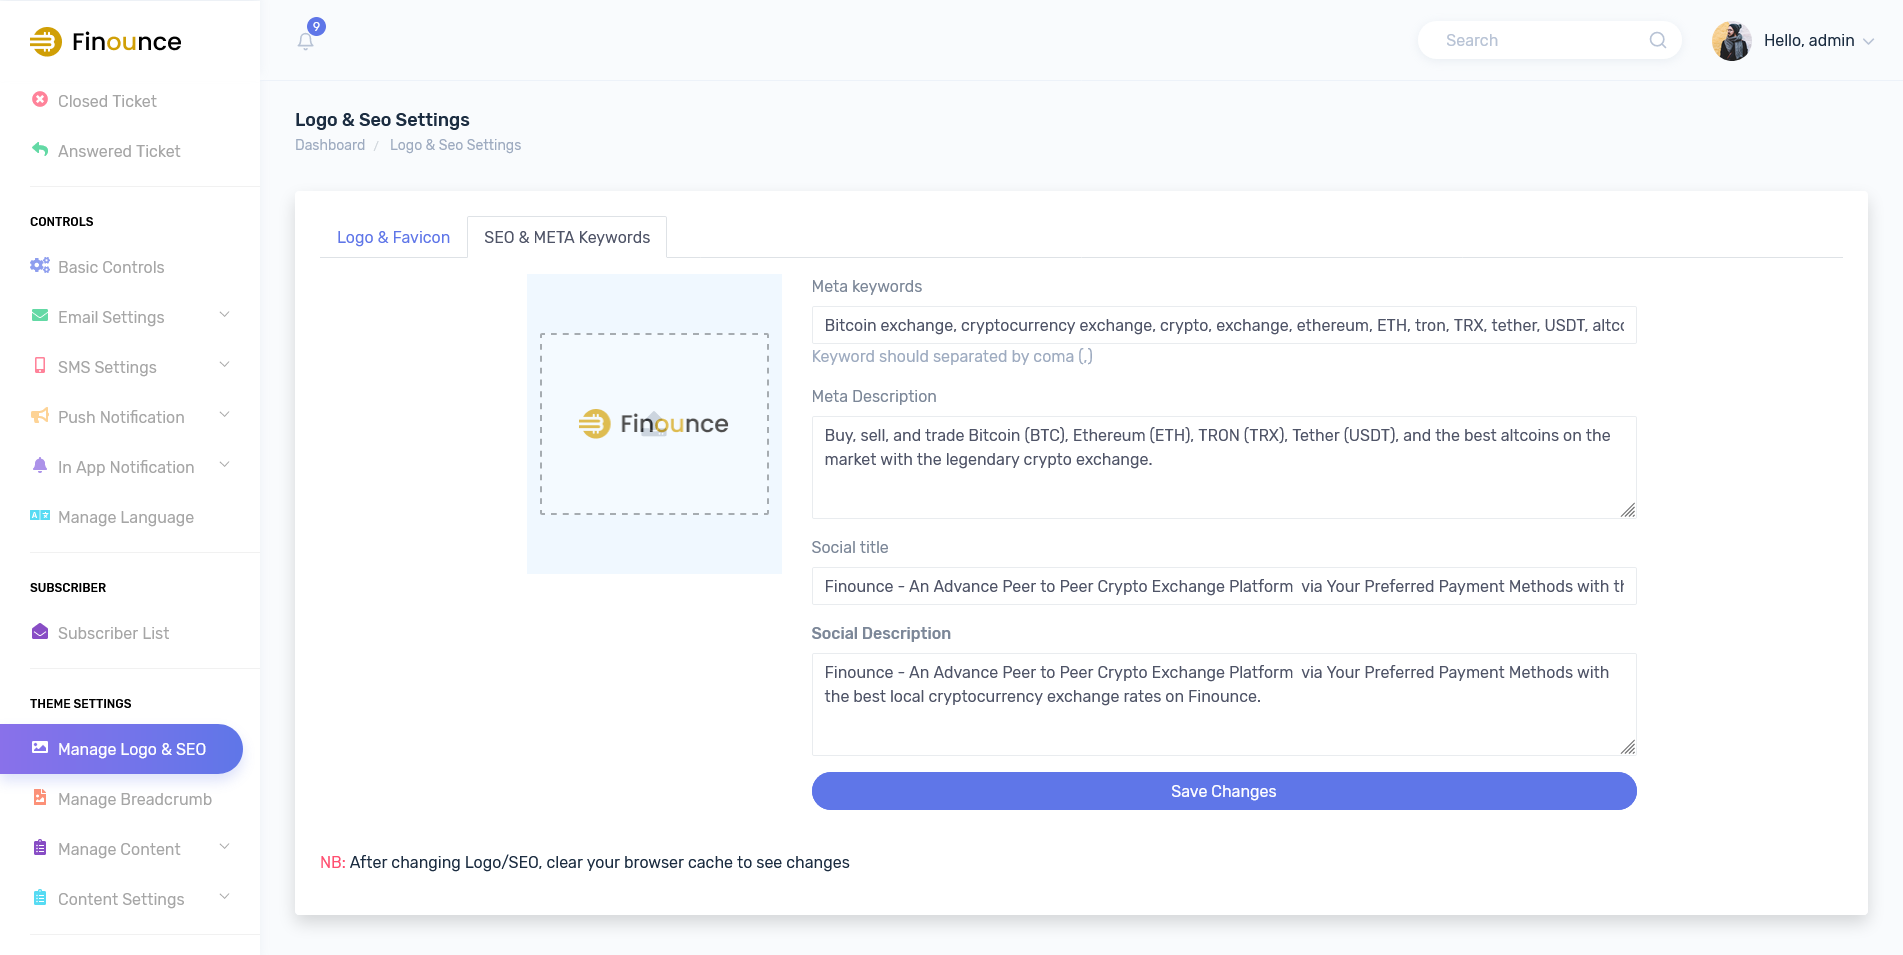 Finounce
Closed Ticket
Answered Ticket
CONTROLS
Basic Controls
Email Settings
SMS Settings
Push Notification
In App Notification
Manage Language
SUBSCRIBER
Subscriber List
THEME SETTINGS
Manage Logo & SEO
Manage Breadcrumb
Manage Content
Content Settings
9
Search
Hello, admin
Logo & Seo Settings
Dashboard / Logo & Seo Settings
Logo & Favicon
SEO & META Keywords
Finounce
Meta keywords
Bitcoin exchange, cryptocurrency exchange, crypto, exchange, ethereum, ETH, tron, TRX, tether, USDT, altco
Keyword should separated by coma (,)
Meta Description
Buy, sell, and trade Bitcoin (BTC), Ethereum (ETH), TRON (TRX), Tether (USDT), and the best altcoins on the
market with the legendary crypto exchange.
Social title
Finounce - An Advance Peer to Peer Crypto Exchange Platform  via Your Preferred Payment Methods with th
Social Description
Finounce - An Advance Peer to Peer Crypto Exchange Platform  via Your Preferred Payment Methods with
the best local cryptocurrency exchange rates on Finounce.
Save Changes
NB: After changing Logo/SEO, clear your browser cache to see changes